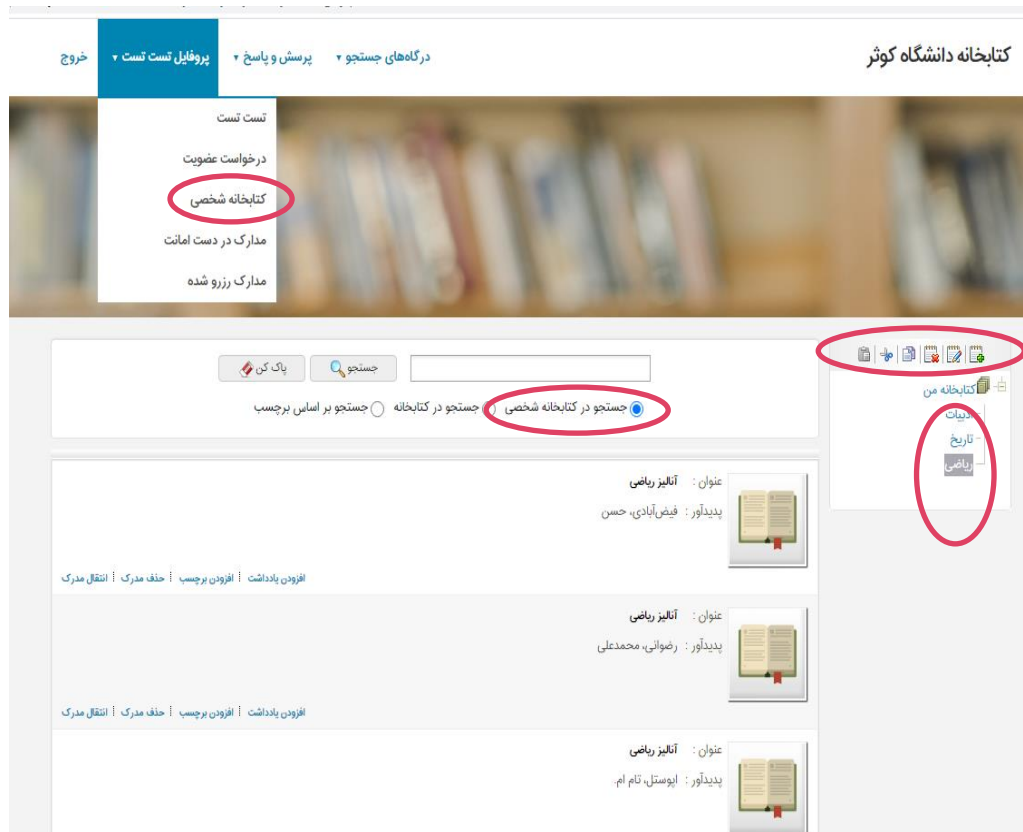 کتابخانه دانشگاه کوثر
درگاه‌های جستجو
پرسش و پاسخ
پروفایل تست تست
خروج
تست تست
درخواست عضویت
کتابخانه شخصی
مدارک در دست امانت
مدارک رزرو شده
کتابخانه من
ادبیات
تاریخ
ریاضی
جستجو
پاک کن
جستجو در کتابخانه شخصی جستجو در کتابخانه جستجو بر اساس برچسب
عنوان : آنالیز ریاضی
پدیدآور : فیض‌آبادی، حسن
افزودن یادداشت افزودن برچسب حذف مدرک انتقال مدرک
عنوان : آنالیز ریاضی
پدیدآور : رضوانی، محمدعلی
افزودن یادداشت افزودن برچسب حذف مدرک انتقال مدرک
عنوان : آنالیز ریاضی
پدیدآور : اپوستل، تام ام.